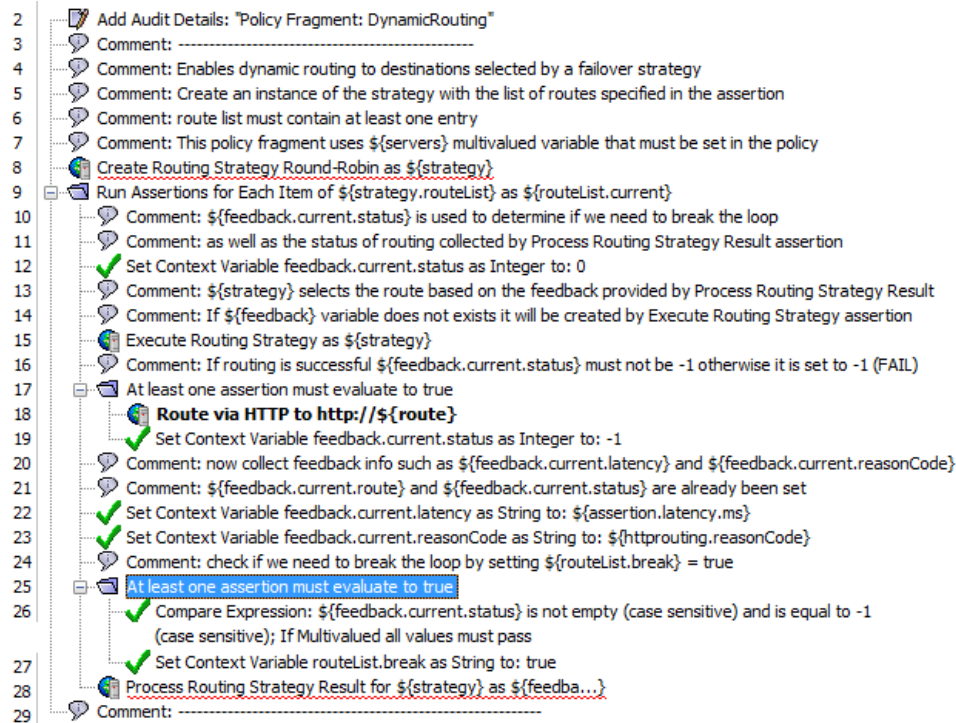 2 Add Audit Details: "Policy Fragment: DynamicRouting"
3 Comment: ------------------------------------------------
4 Comment: Enables dynamic routing to destinations selected by a failover strategy
5 Comment: Create an instance of the strategy with the list of routes specified in the assertion
6 Comment: route list must contain at least one entry
7 Comment: This policy fragment uses ${servers} multivalued variable that must be set in the policy
8 Create Routing Strategy Round-Robin as ${strategy}
9 Run Assertions for Each Item of ${strategy.routeList} as ${routeList.current}
10 Comment: ${feedback.current.status} is used to determine if we need to break the loop
11 Comment: as well as the status of routing collected by Process Routing Strategy Result assertion
12 Set Context Variable feedback.current.status as Integer to: 0
13 Comment: ${strategy} selects the route based on the feedback provided by Process Routing Strategy Result
14 Comment: If ${feedback} variable does not exists it will be created by Execute Routing Strategy assertion
15 Execute Routing Strategy as ${strategy}
16 Comment: If routing is successful ${feedback.current.status} must not be -1 otherwise it is set to -1 (FAIL)
17 At least one assertion must evaluate to true
18 Route via HTTP to http://${route}
19 Set Context Variable feedback.current.status as Integer to: -1
20 Comment: now collect feedback info such as ${feedback.current.latency} and ${feedback.current.reasonCode}
21 Comment: ${feedback.current.route} and ${feedback.current.status} are already been set
22 Set Context Variable feedback.current.latency as String to: ${assertion.latency.ms}
23 Set Context Variable feedback.current.reasonCode as String to: ${httprouting.reasonCode}
24 Comment: check if we need to break the loop by setting ${routeList.break} = true
25 At least one assertion must evaluate to true
26 Compare Expression: ${feedback.current.status} is not empty (case sensitive) and is equal to -1
(case sensitive); If Multivalued all values must pass
27 Set Context Variable routeList.break as String to: true
28 Process Routing Strategy Result for ${strategy} as ${feedba...}
29 Comment: -----------------------------------------------------------